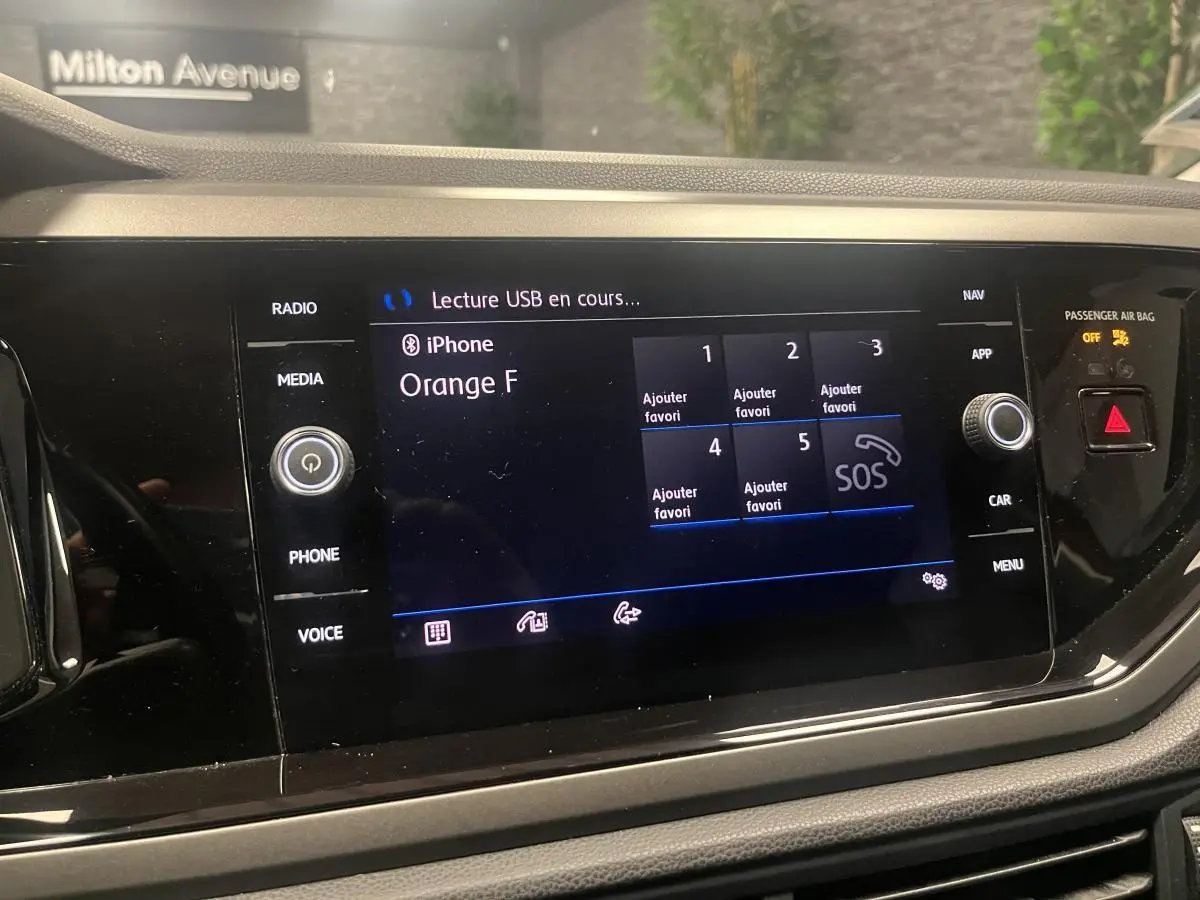 Milton Avenue
RADIO
MEDIA
PHONE
VOICE
Lecture USB en cours...
iPhone
Orange F
1
Ajouter
favori
2
Ajouter
favori
3
Ajouter
favori
4
Ajouter
favori
5
Ajouter
favori
SOS
NAV
APP
CAR
MENU
PASSENGER AIR BAG
OFF